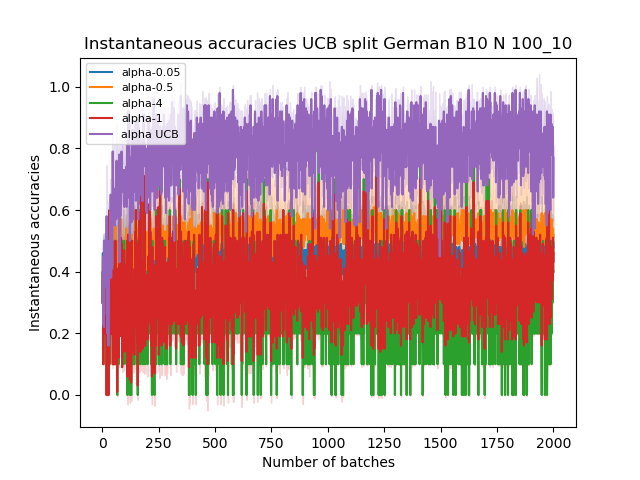 Instantaneous accuracies UCB split German B10 N 100_10
alpha-0.05
alpha-0.5
alpha-4
alpha-1
alpha UCB
1.0
0.8
0.6
0.4
0.2
0.0
Instantaneous accuracies
0 250 500 750 1000 1250 1500 1750 2000
Number of batches